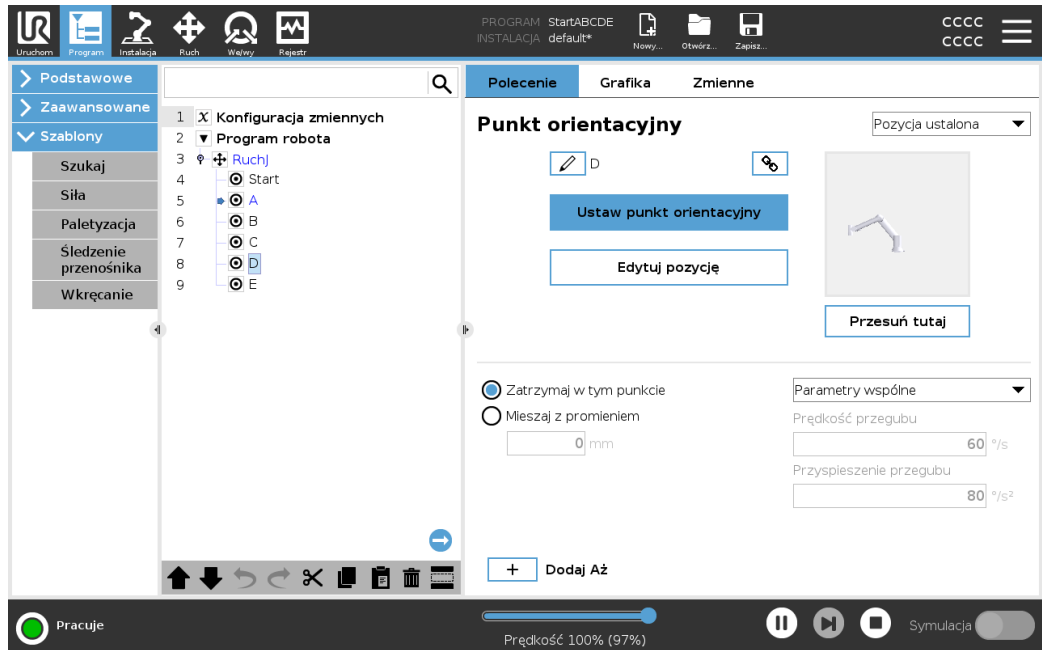 UR
PROGRAM StartABCDE
INSTALACJA default*
CCCC
CCCC
Uruchom Program Instalacja Ruch We/wy Rejestr
Nowy... Otwórz... Zapisz...
Podstawowe
Zaawansowane
Szablony
Szukaj
Siła
Paletyzacja
Śledzenie
przenośnika
Wkręcanie
1 X Konfiguracja zmiennych
2 Program robota
3 RuchJ
4 Start
5 A
6 B
7 C
8 D
9 E
Polecenie Grafika Zmienne
Punkt orientacyjny
Pozycja ustalona
D
Ustaw punkt orientacyjny
Edytuj pozycję
Przesuń tutaj
Zatrzymaj w tym punkcie
Mieszaj z promieniem
0 mm
Parametry wspólne
Prędkość przegubu
60 °/s
Przyspieszenie przegubu
80 °/s²
+ Dodaj Aż
Pracuje
Prędkość 100% (97%)
Symulacja